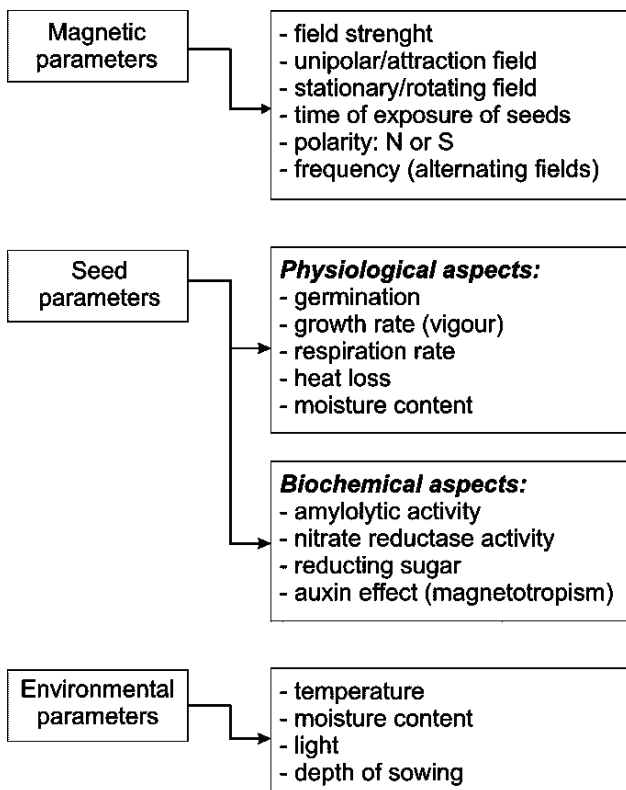 Magnetic
parameters
- field strenght
- unipolar/attraction field
- stationary/rotating field
- time of exposure of seeds
- polarity: N or S
- frequency (alternating fields)
Seed
parameters
Physiological aspects:
- germination
- growth rate (vigour)
- respiration rate
- heat loss
- moisture content
Biochemical aspects:
- amylolytic activity
- nitrate reductase activity
- reducting sugar
- auxin effect (magnetotropism)
Environmental
parameters
- temperature
- moisture content
- light
- depth of sowing